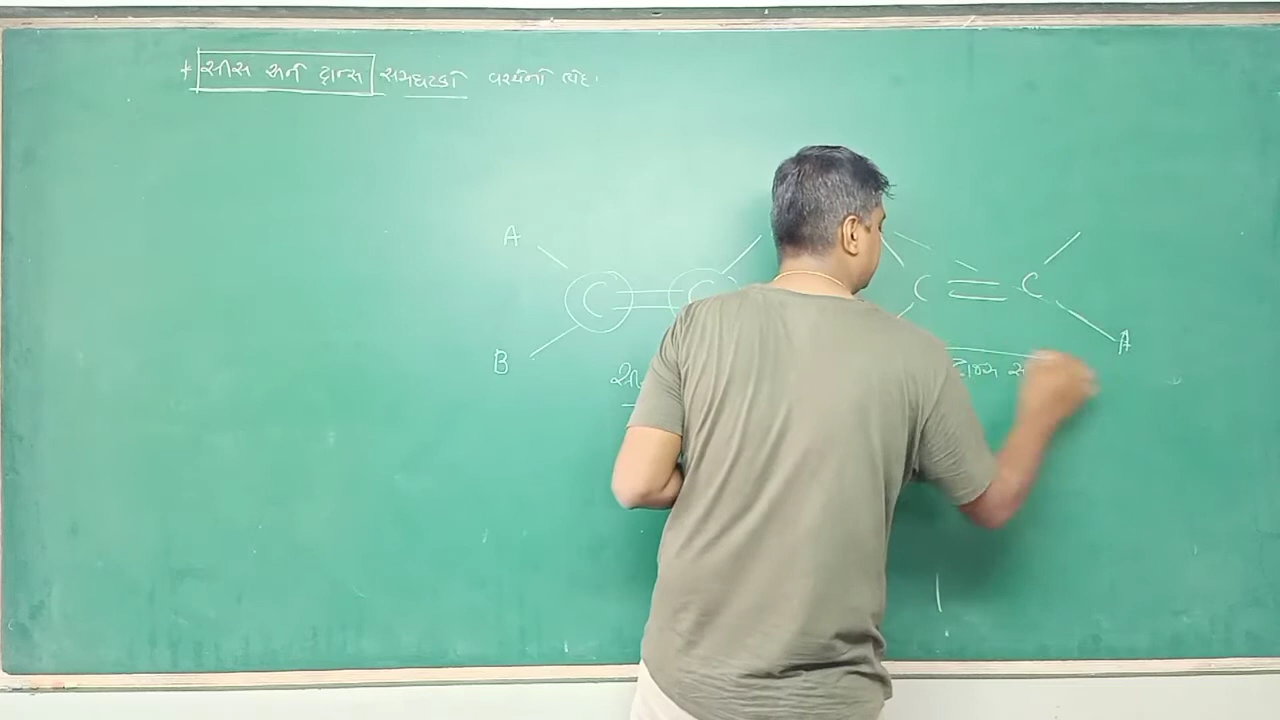 * સીસ અને ટ્રાન્સ સમઘટકો વચ્ચેનો ભેદ.
A
C = C C = C
B A
સી ટ્રાન્સ સ